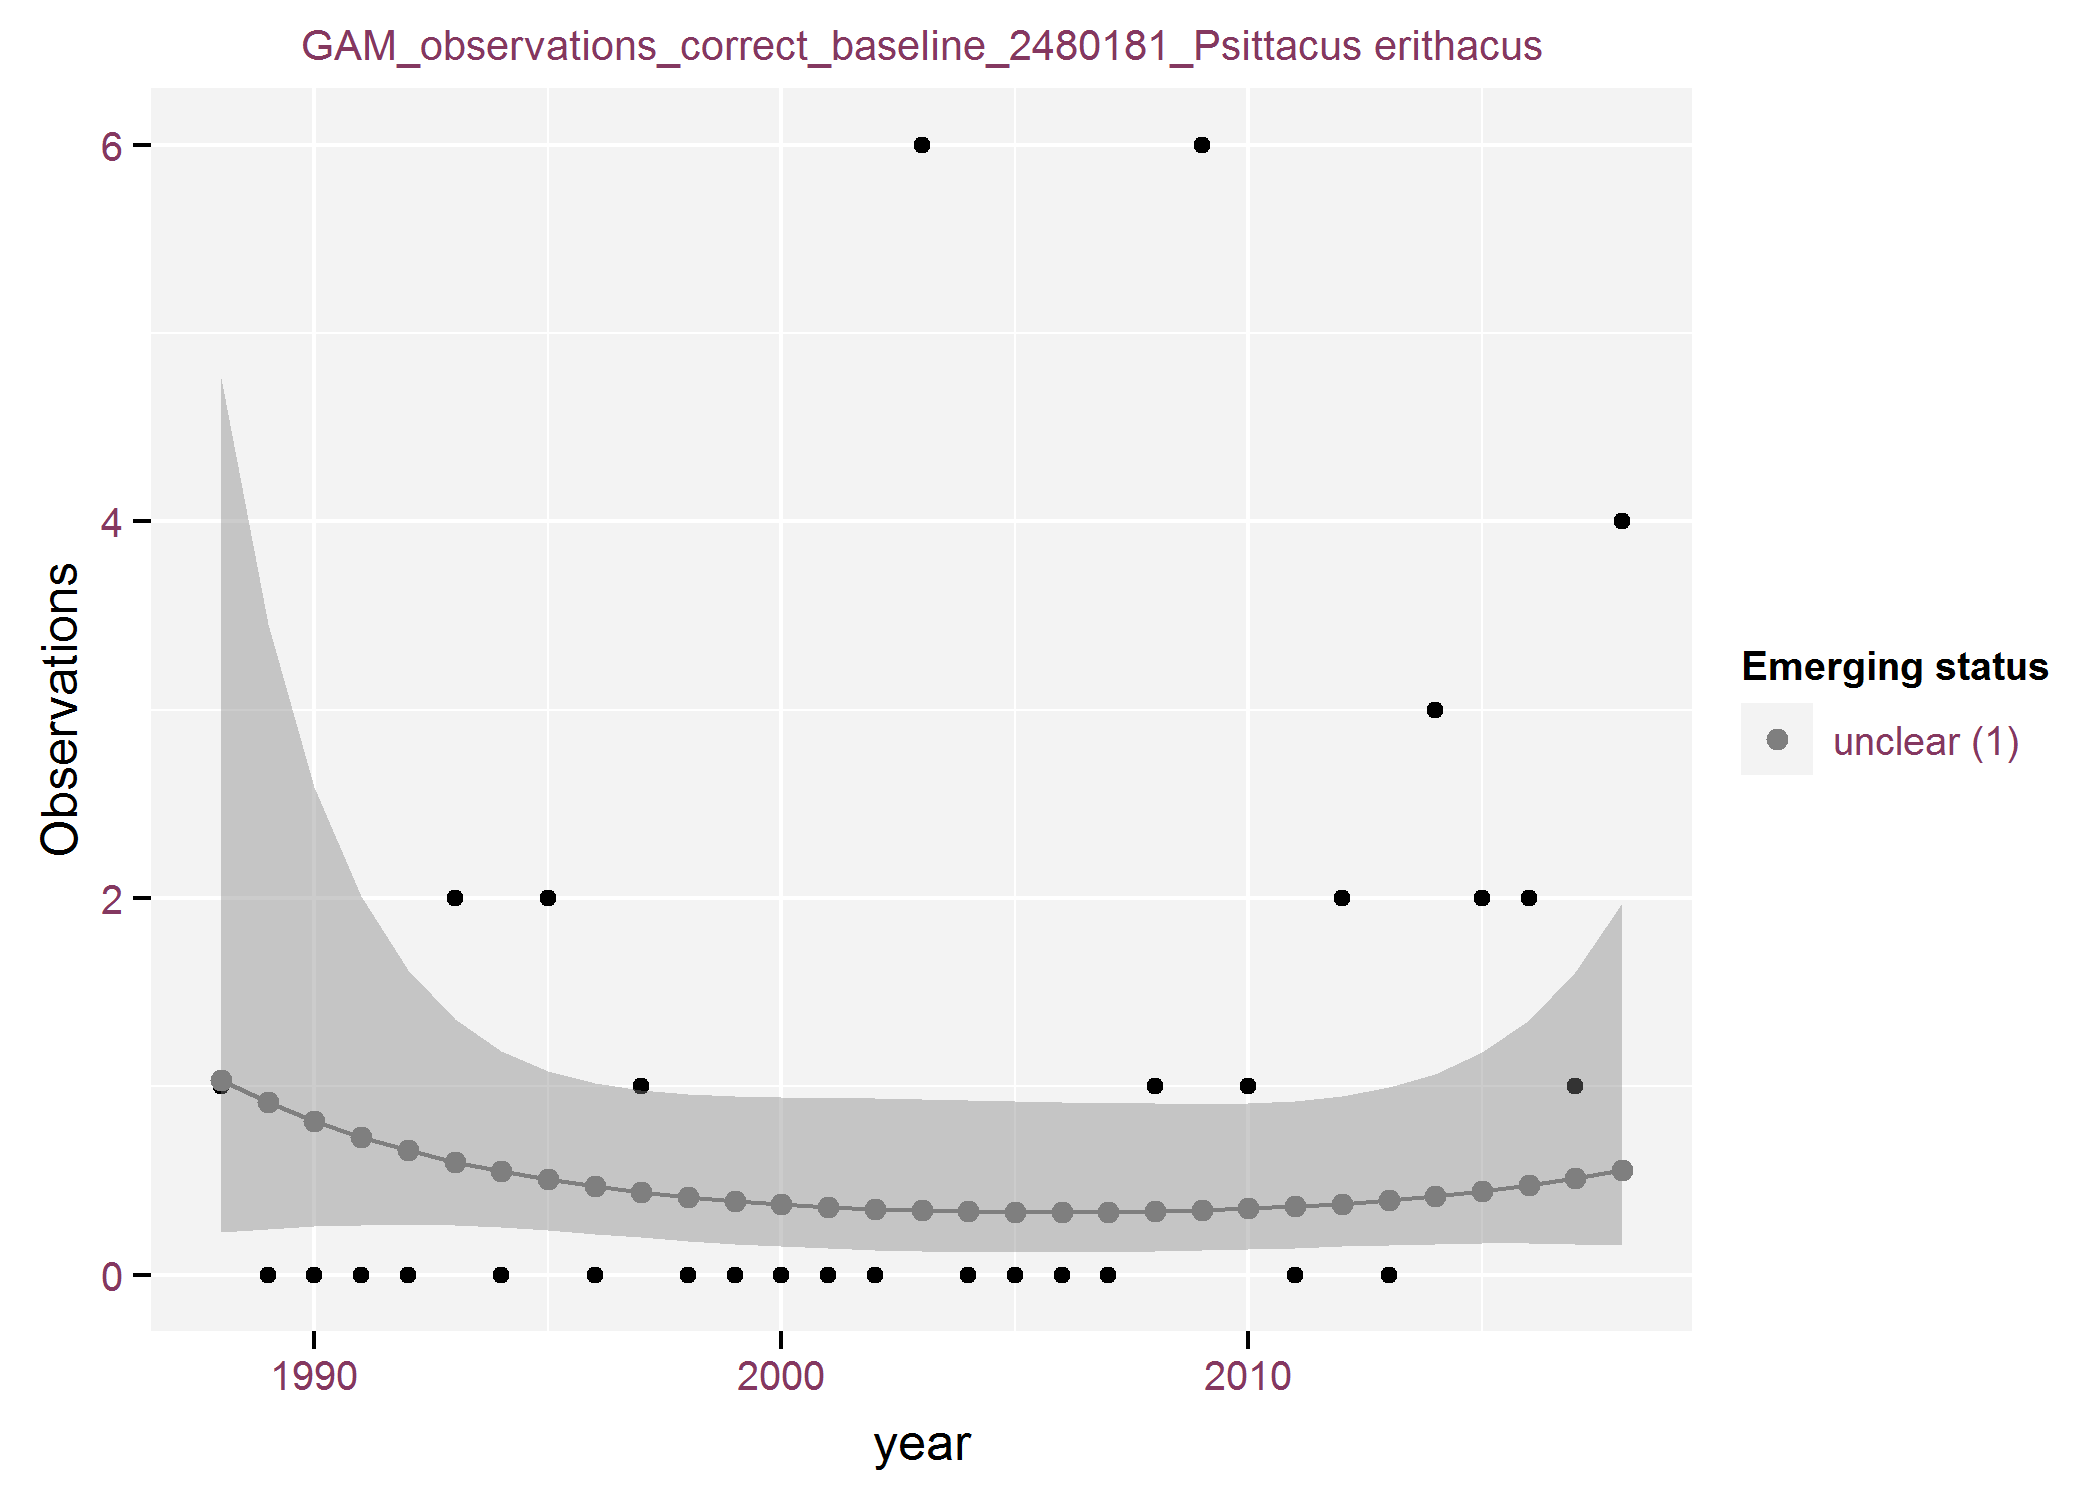 GAM_observations_correct_baseline_2480181_Psittacus erithacus
6
4
2
0
Observations
1990
2000
2010
year
Emerging status
unclear (1)